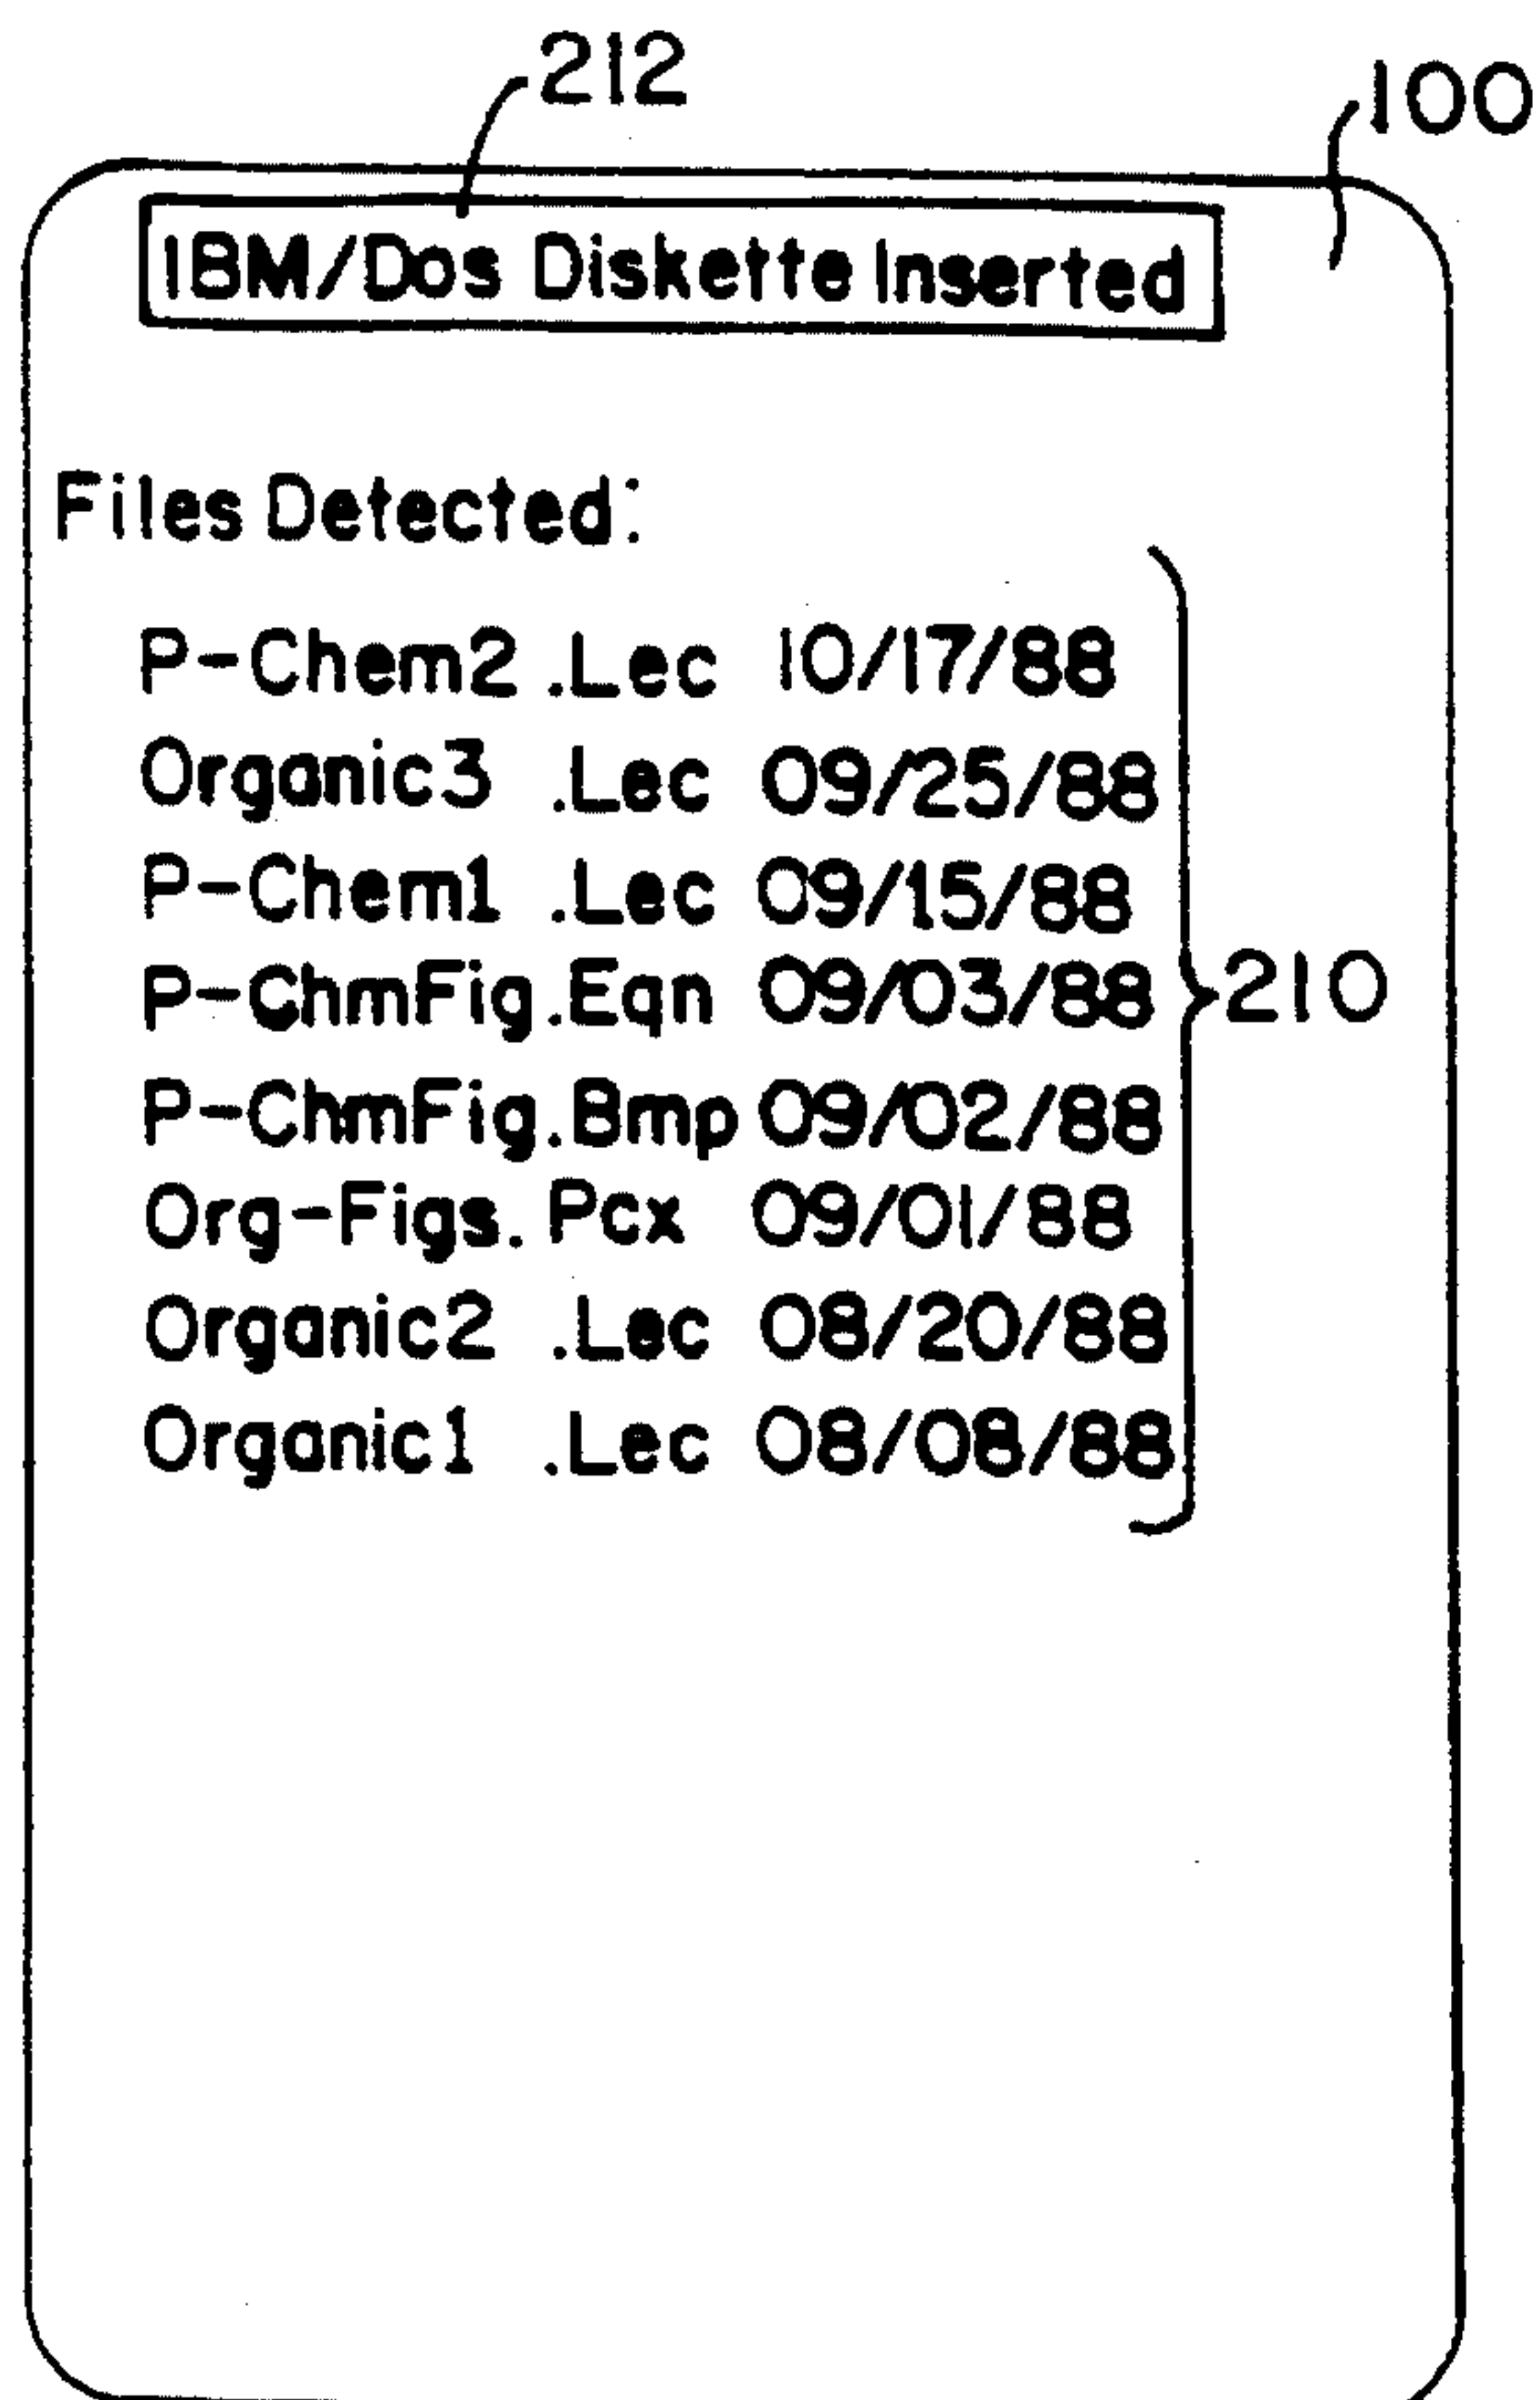 212
100
IBM/Dos Diskette Inserted
Files Detected:
P-Chem2 .Lec 10/17/88
Organic3 .Lec 09/25/88
P-Chem1 .Lec 09/15/88
P-ChmFig.Eqn 09/03/88
210
P-ChmFig.Bmp 09/02/88
Org-Figs. Pcx 09/01/88
Organic2 .Lec 08/20/88
Organic1 .Lec 08/08/88